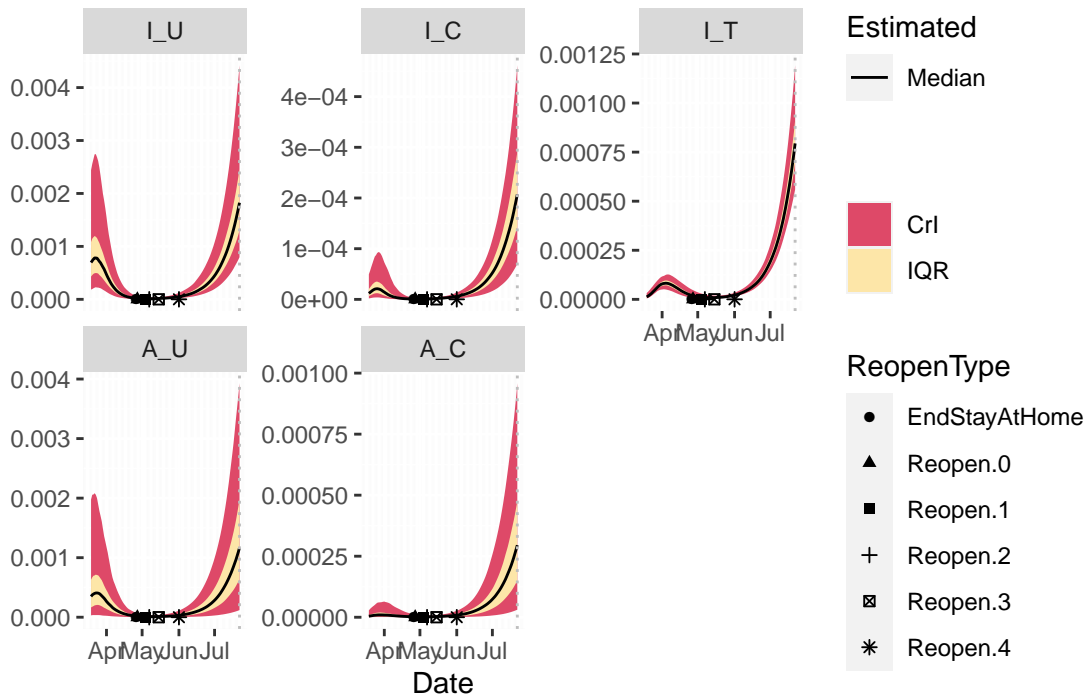 I_U
I_C
I_T
0.004
0.003
0.002
0.001
0.000
4e−04
3e−04
2e−04
1e−04
0e+00
0.00125
0.00100
0.00075
0.00050
0.00025
0.00000
Apr May Jun Jul
A_U
A_C
0.004
0.003
0.002
0.001
0.000
0.00100
0.00075
0.00050
0.00025
0.00000
Apr May Jun Jul
Apr May Jun Jul
Date
Estimated
Median
CrI
IQR
ReopenType
EndStayAtHome
Reopen.0
Reopen.1
Reopen.2
Reopen.3
Reopen.4